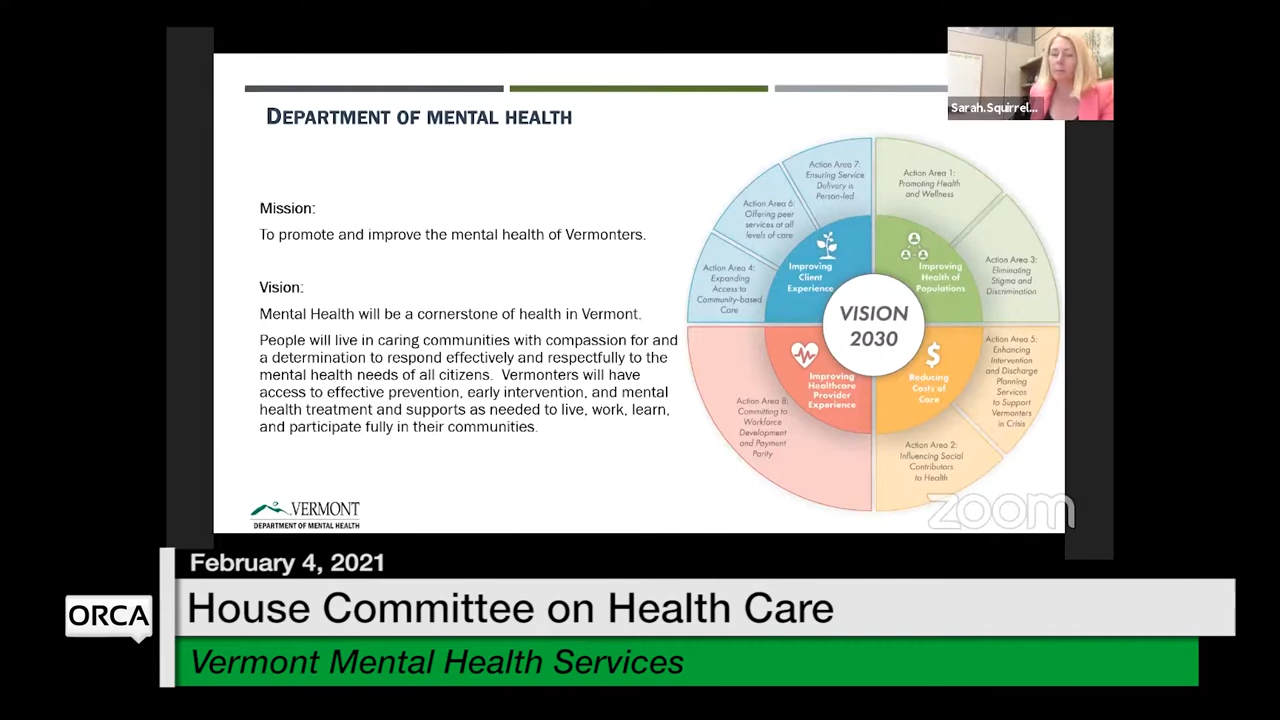 Sarah.Squirrel...
DEPARTMENT OF MENTAL HEALTH
Mission:
To promote and improve the mental health of Vermonters.
Vision:
Mental Health will be a cornerstone of health in Vermont.
People will live in caring communities with compassion for and
a determination to respond effectively and respectfully to the
mental health needs of all citizens. Vermonters will have
access to effective prevention, early intervention, and mental
health treatment and supports as needed to live, work, learn,
and participate fully in their communities.
VERMONT
DEPARTMENT OF MENTAL HEALTH
Action Area 7:
Ensuring Service
Delivery is
Person-led
Action Area 1:
Promoting Health
and Wellness
Action Area 6:
Offering peer
services at all
levels of care
Action Area 3:
Eliminating
Stigma and
Discrimination
Action Area 4:
Expanding
Access to
Community-based
Care
Improving
Client
Experience
Improving
Health of
Populations
VISION
2030
Improving
Healthcare
Provider
Experience
$
Reducing
Costs of
Care
Action Area 5:
Enhancing
Intervention
and Discharge
Planning
Services
to Support
Vermonters
in Crisis
Action Area 8:
Committing to
Workforce
Development
and Payment
Parity
Action Area 2:
Influencing Social
Contributors
to Health
zoom
February 4, 2021
ORCA
House Committee on Health Care
Vermont Mental Health Services